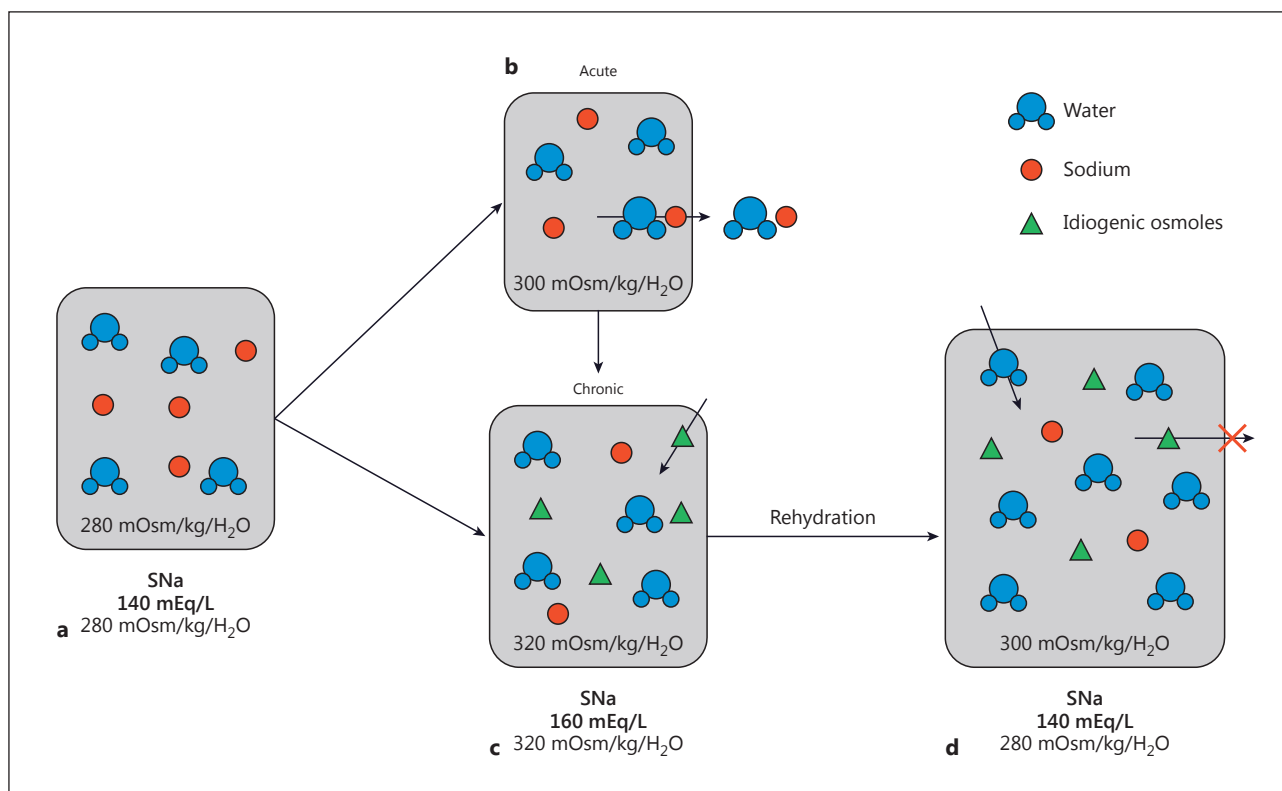 b
Acute
300 mOsm/kg/H₂O
Water
Sodium
Idiogenic osmoles
280 mOsm/kg/H₂O
SNa
140 mEq/L
a 280 mOsm/kg/H₂O
Chronic
320 mOsm/kg/H₂O
SNa
160 mEq/L
c 320 mOsm/kg/H₂O
Rehydration
300 mOsm/kg/H₂O
SNa
140 mEq/L
d 280 mOsm/kg/H₂O